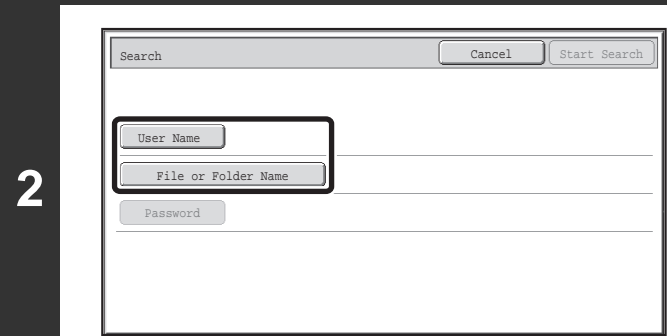 2
Search Cancel Start Search
User Name
File or Folder Name
Password